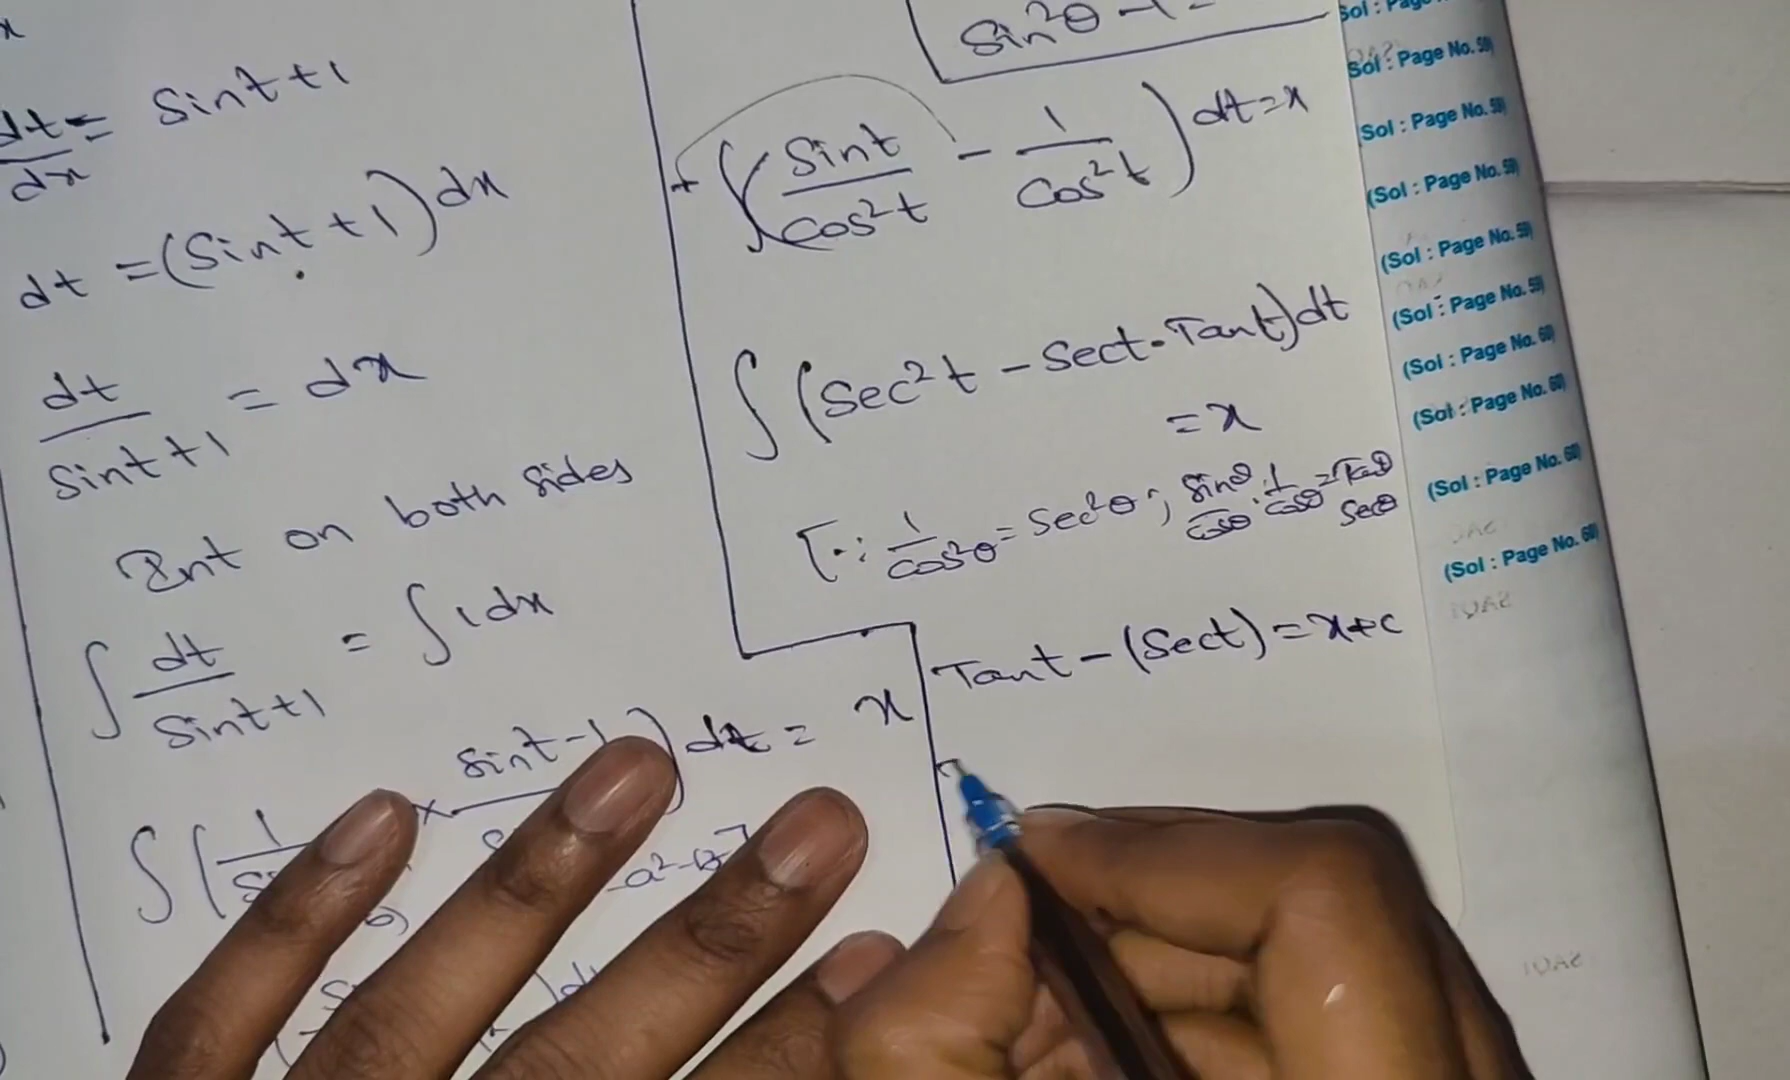 x
dt/dx = Sint+1
dt = (Sint+1)dx
dt/Sint+1 = dx
Int on both sides
∫ dt/Sint+1 = ∫1dx
× sint-1 ) dt = x
∫(1/
Sin²θ-1=
+∫(Sint/Cos²t - 1/Cos²t)dt=x
∫(Sec²t - Sect·Tant)dt
= x
[∵ 1/cos²θ = Sec²θ; sinθ/cosθ · 1/cosθ = Tanθ
Secθ
Tant-(Sect)=x+c
Sol : Page
Sol : Page No. 59)
(Sol : Page No. 59)
(Sol : Page No. 59)
(Sol : Page No. 59)
(Sol : Page No. 59)
(Sol : Page No. 60)
(Sol : Page No. 60)
(Sol : Page No. 60)
(Sol : Page No. 60)